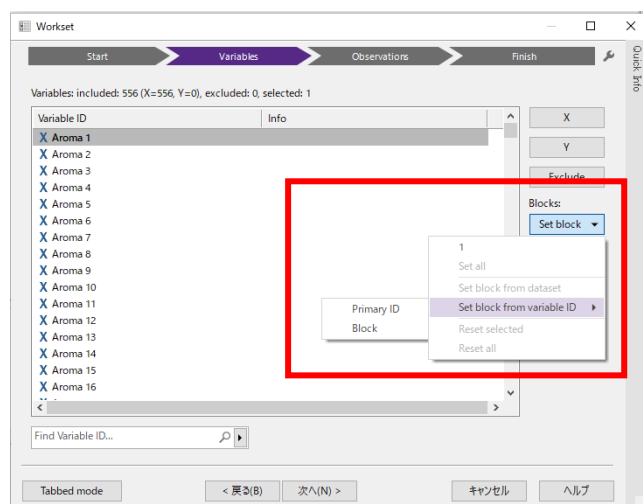 Workset
Start
Variables
Observations
Finish
Quick Info
Variables: included: 556 (X=556, Y=0), excluded: 0, selected: 1
Variable ID
Info
X
X Aroma 1
X Aroma 2
Y
X Aroma 3
Exclude
X Aroma 4
X Aroma 5
Blocks:
X Aroma 6
Set block
X Aroma 7
1
X Aroma 8
Set all
X Aroma 9
X Aroma 10
Set block from dataset
X Aroma 11
Primary ID
Set block from variable ID
X Aroma 12
Block
Reset selected
X Aroma 13
Reset all
X Aroma 14
X Aroma 15
X Aroma 16
Find Variable ID...
Tabbed mode
< 戻る(B)
次へ(N) >
キャンセル
ヘルプ